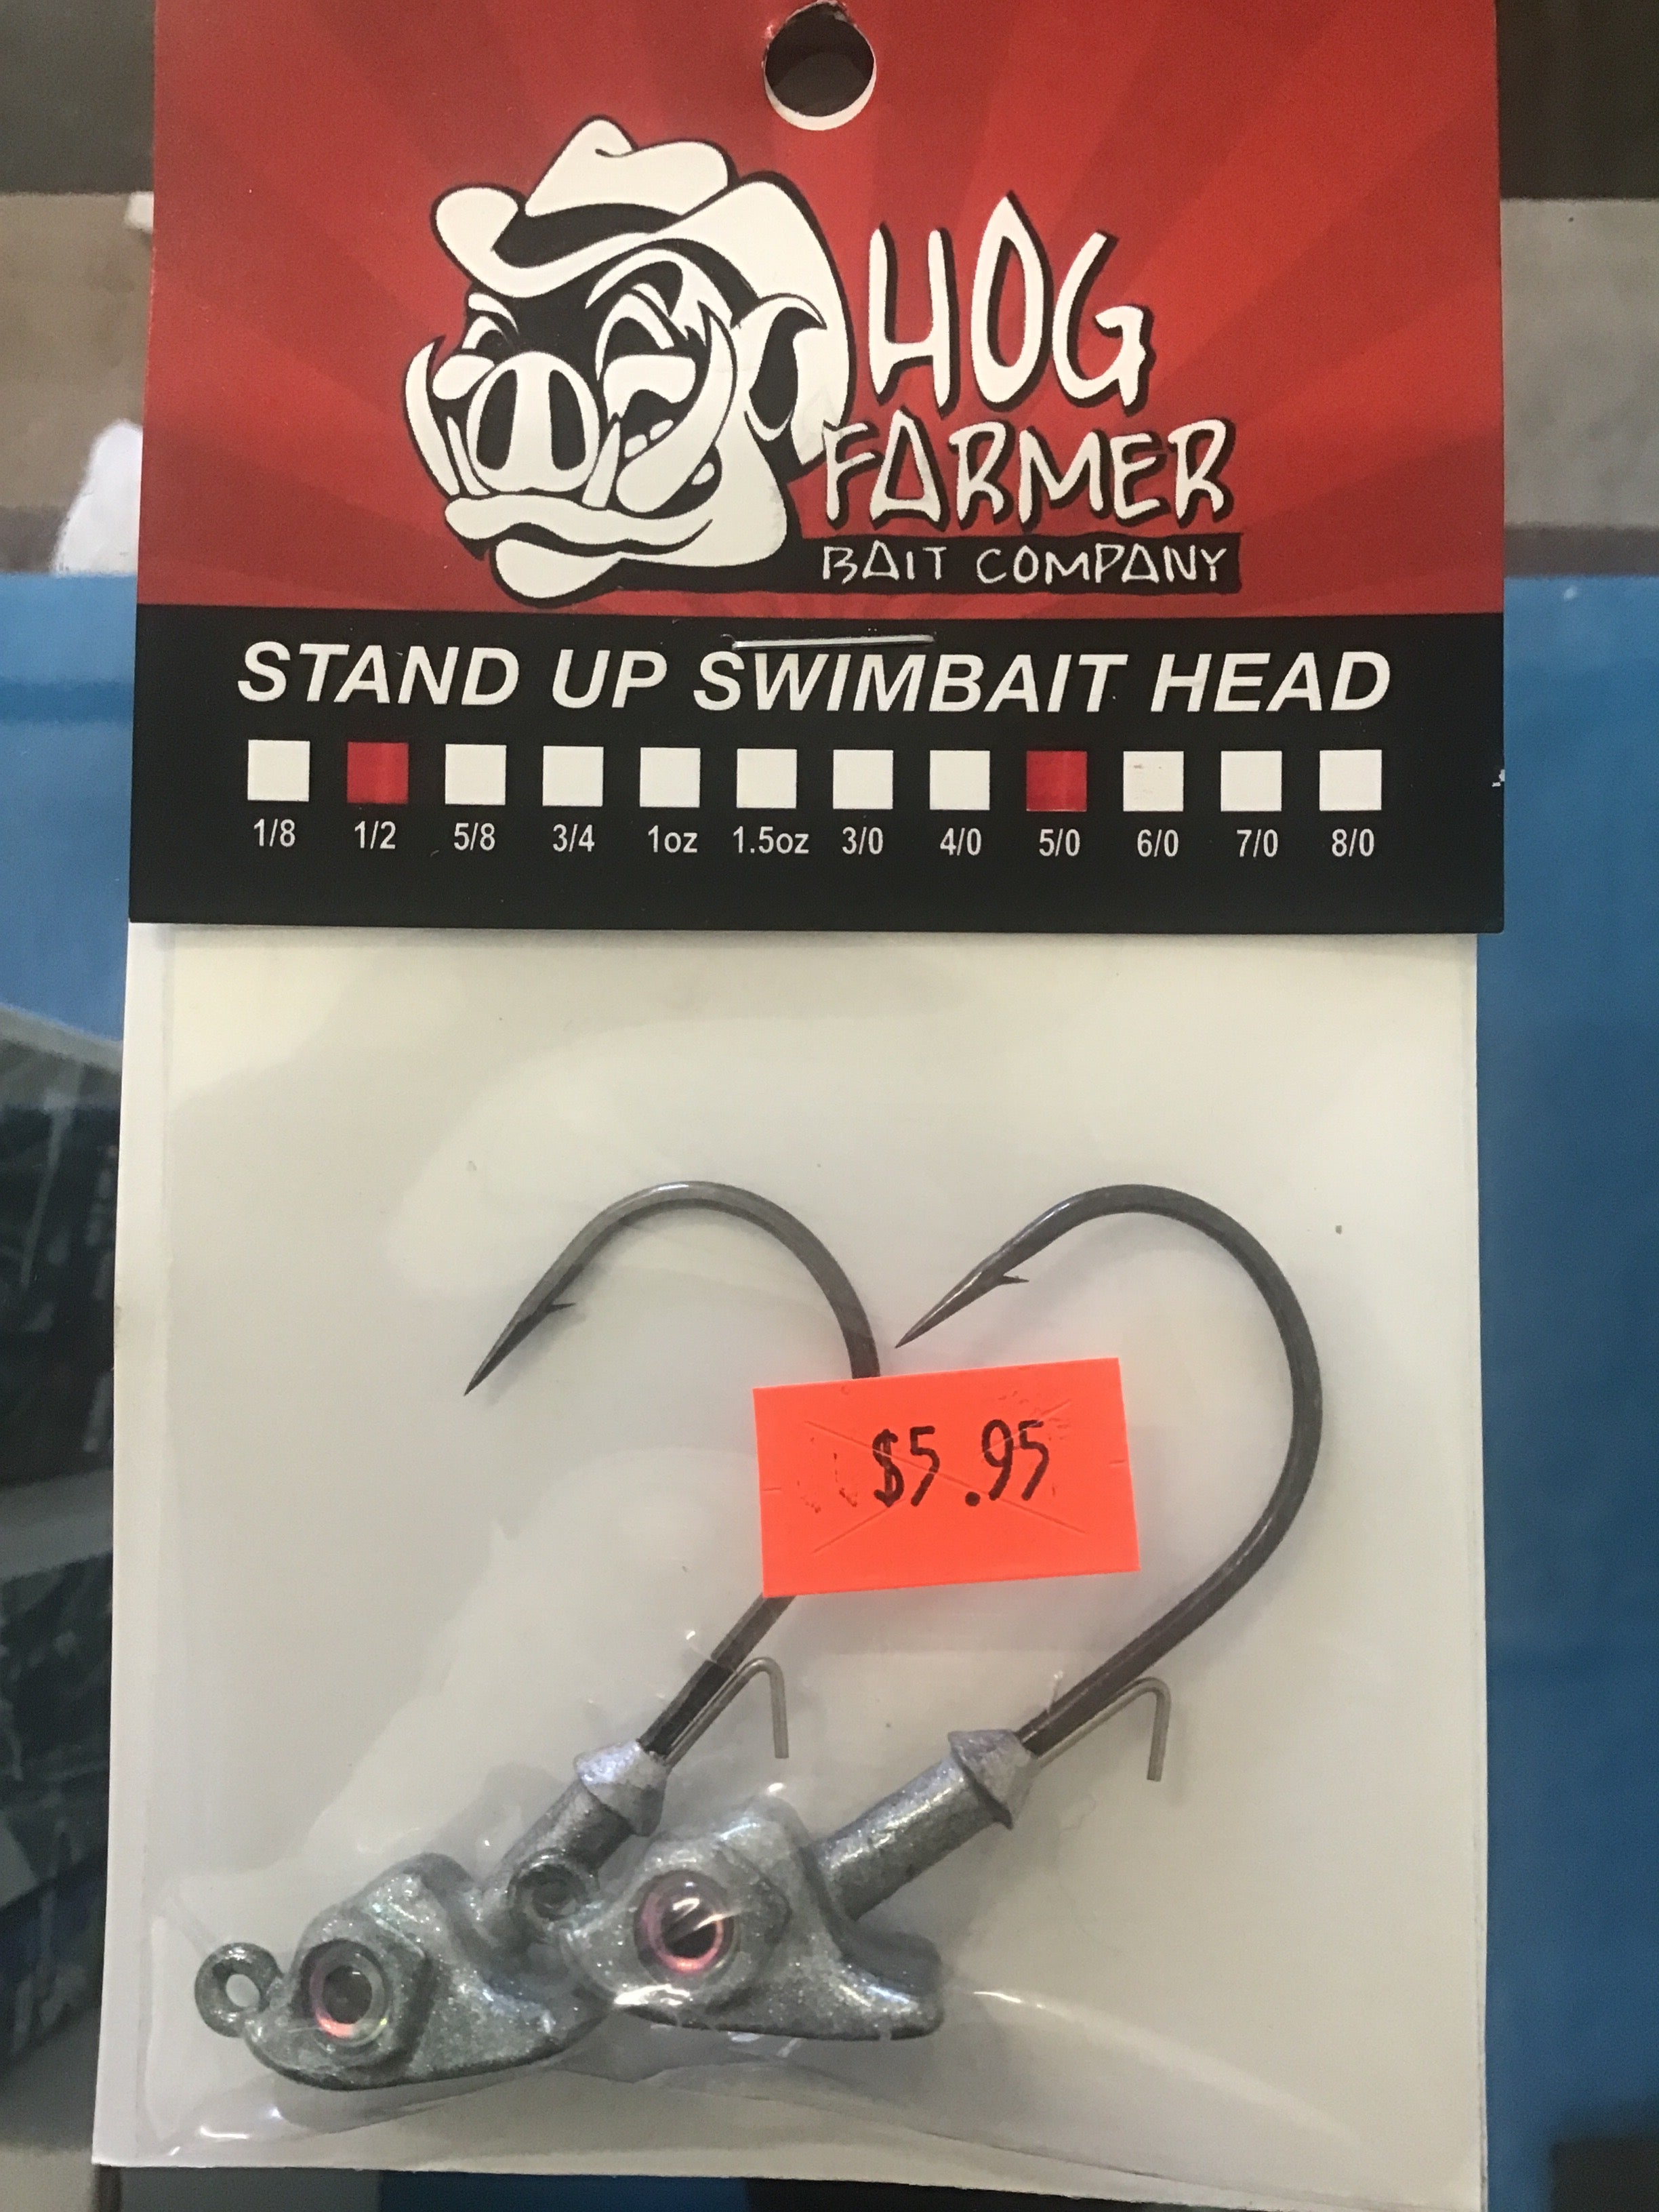 HOG
FARMER
BAIT COMPANY
STAND UP SWIMBAIT HEAD
1/8 1/2 5/8 3/4 1oz 1.5oz 3/0 4/0 5/0 6/0 7/0 8/0
$5.95